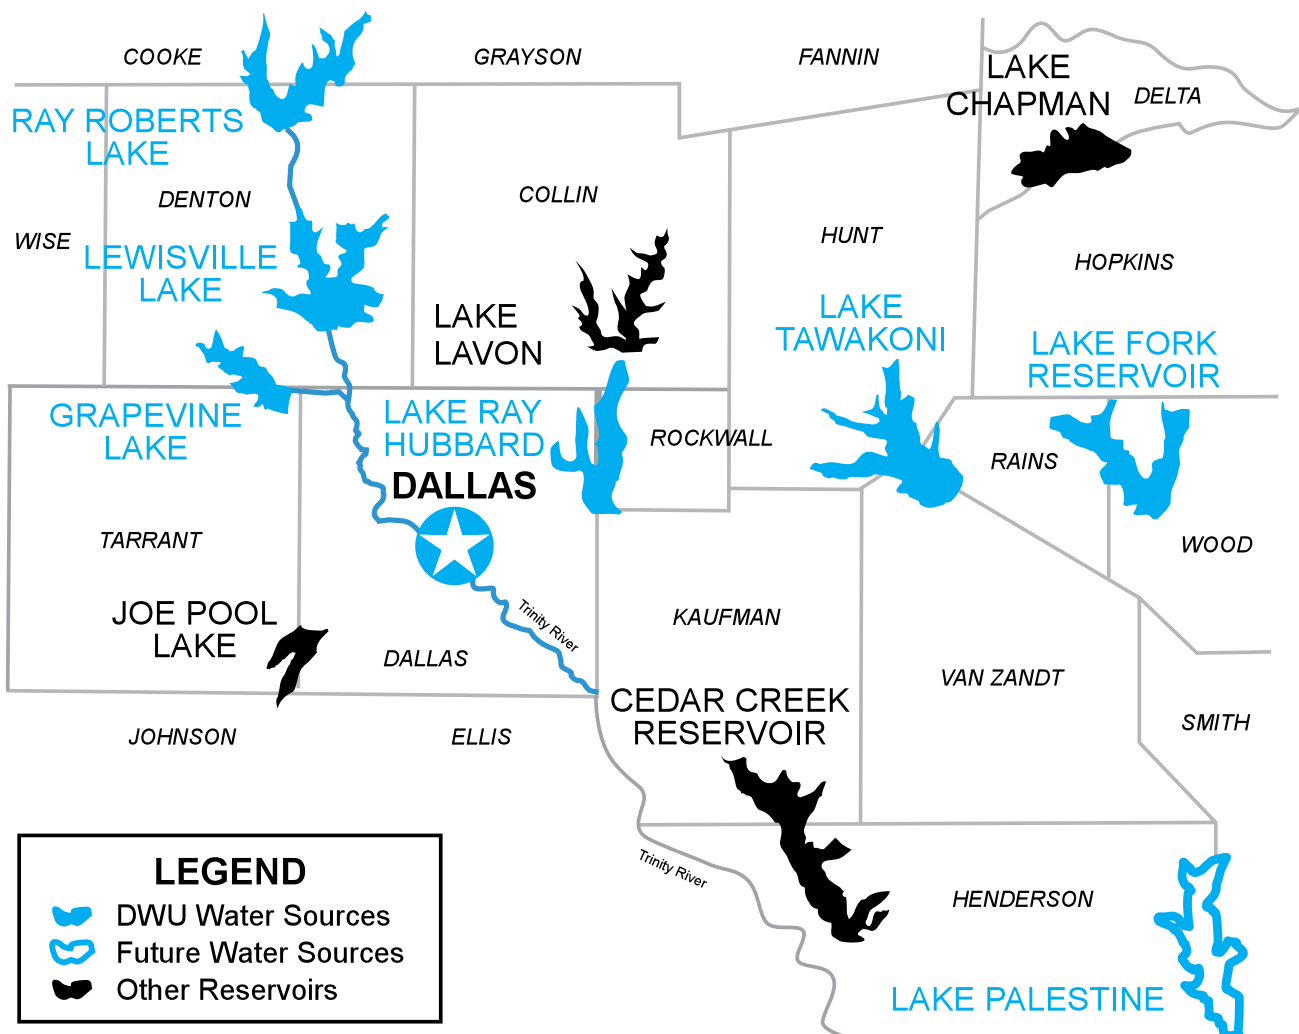 COOKE
GRAYSON
FANNIN
LAKE
CHAPMAN
DELTA
RAY ROBERTS
LAKE
DENTON
COLLIN
WISE
HUNT
HOPKINS
LEWISVILLE
LAKE
LAKE
LAVON
LAKE
TAWAKONI
LAKE FORK
RESERVOIR
GRAPEVINE
LAKE
LAKE RAY
HUBBARD
ROCKWALL
RAINS
DALLAS
TARRANT
WOOD
JOE POOL
LAKE
Trinity River
KAUFMAN
DALLAS
VAN ZANDT
CEDAR CREEK
RESERVOIR
JOHNSON
ELLIS
SMITH
Trinity River
HENDERSON
LAKE PALESTINE
LEGEND
DWU Water Sources
Future Water Sources
Other Reservoirs